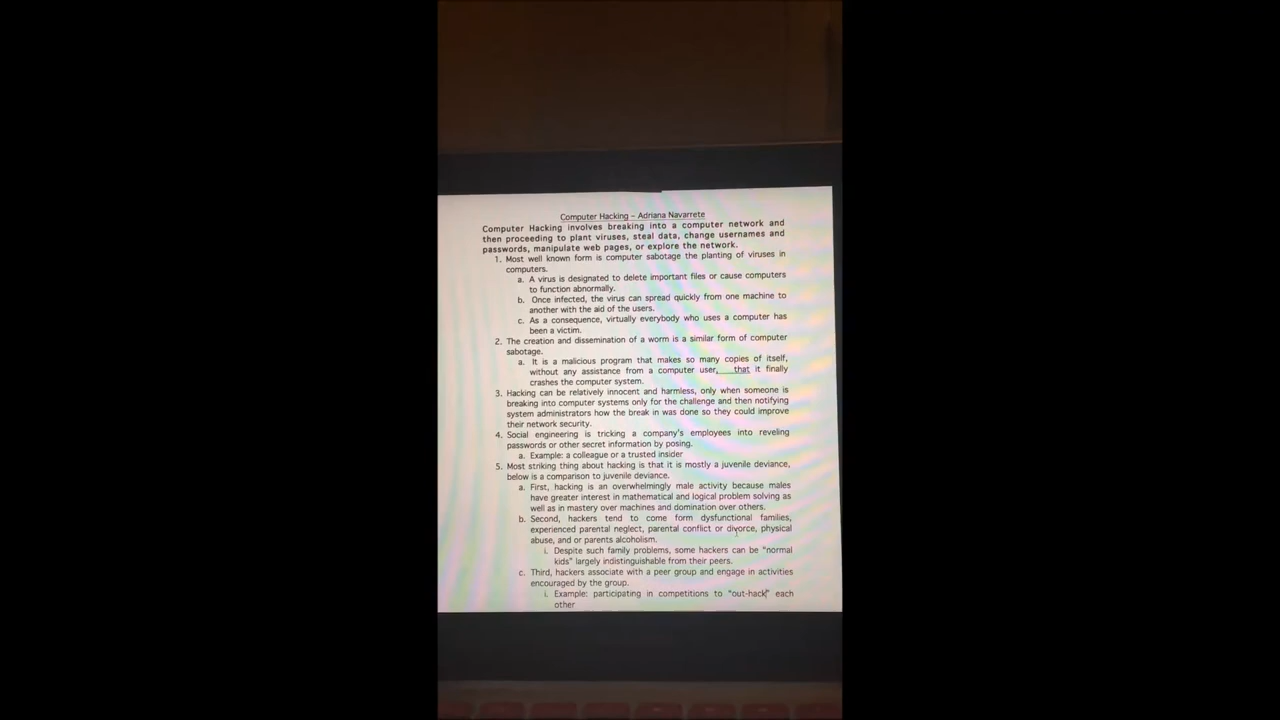 Computer Hacking – Adriana Navarrete
Computer Hacking involves breaking into a computer network and
then proceeding to plant viruses, steal data, change usernames and
passwords, manipulate web pages, or explore the network.
1. Most well known form is computer sabotage the planting of viruses in
computers.
a. A virus is designated to delete important files or cause computers
to function abnormally.
b. Once infected, the virus can spread quickly from one machine to
another with the aid of the users.
c. As a consequence, virtually everybody who uses a computer has
been a victim.
2. The creation and dissemination of a worm is a similar form of computer
sabotage.
a. It is a malicious program that makes so many copies of itself,
without any assistance from a computer user, that it finally
crashes the computer system.
3. Hacking can be relatively innocent and harmless, only when someone is
breaking into computer systems only for the challenge and then notifying
system administrators how the break in was done so they could improve
their network security.
4. Social engineering is tricking a company's employees into reveling
passwords or other secret information by posing.
a. Example: a colleague or a trusted insider
5. Most striking thing about hacking is that it is mostly a juvenile deviance,
below is a comparison to juvenile deviance.
a. First, hacking is an overwhelmingly male activity because males
have greater interest in mathematical and logical problem solving as
well as in mastery over machines and domination over others.
b. Second, hackers tend to come form dysfunctional families,
experienced parental neglect, parental conflict or divorce, physical
abuse, and or parents alcoholism.
i. Despite such family problems, some hackers can be "normal
kids" largely indistinguishable from their peers.
c. Third, hackers associate with a peer group and engage in activities
encouraged by the group.
i. Example: participating in competitions to "out-hack" each
other